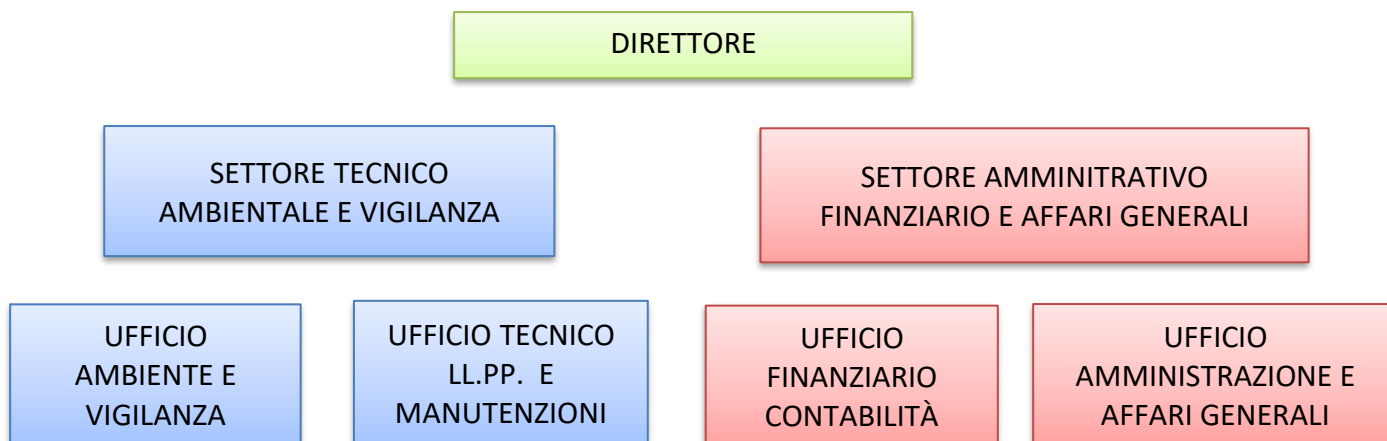 DIRETTORE
SETTORE TECNICO
AMBIENTALE E VIGILANZA
SETTORE AMMINITRATIVO
FINANZIARIO E AFFARI GENERALI
UFFICIO
AMBIENTE E
VIGILANZA
UFFICIO TECNICO
LL.PP. E
MANUTENZIONI
UFFICIO
FINANZIARIO
CONTABILITÀ
UFFICIO
AMMINISTRAZIONE E
AFFARI GENERALI